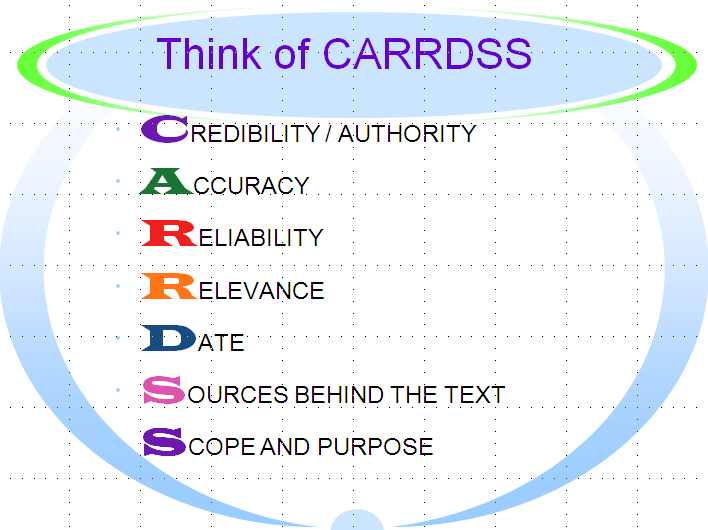 Think of CARRDSS
CREDIBILITY / AUTHORITY
ACCURACY
RELIABILITY
RELEVANCE
DATE
SOURCES BEHIND THE TEXT
SCOPE AND PURPOSE